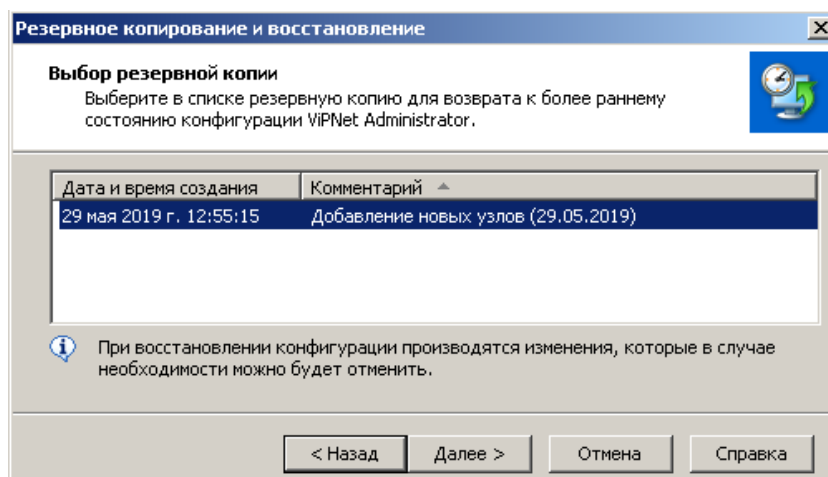 Резервное копирование и восстановление
Выбор резервной копии
Выберите в списке резервную копию для возврата к более раннему
состоянию конфигурации ViPNet Administrator.
Дата и время создания Комментарий
29 мая 2019 г. 12:55:15 Добавление новых узлов (29.05.2019)
При восстановлении конфигурации производятся изменения, которые в случае
необходимости можно будет отменить.
< Назад Далее > Отмена Справка